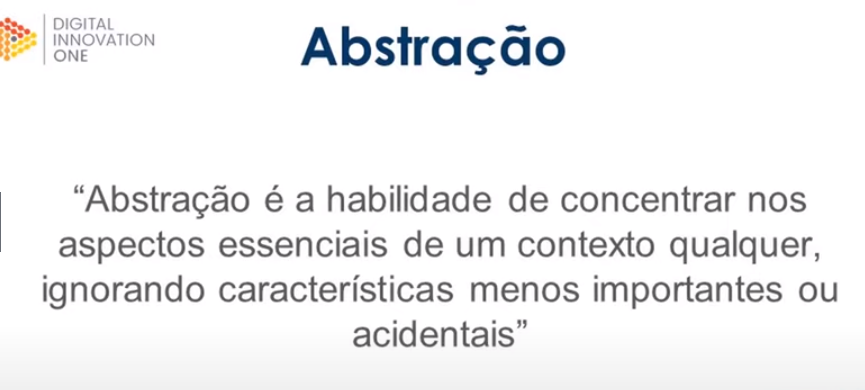 DIGITAL
INNOVATION
ONE
Abstração
“Abstração é a habilidade de concentrar nos
aspectos essenciais de um contexto qualquer,
ignorando características menos importantes ou
acidentais”